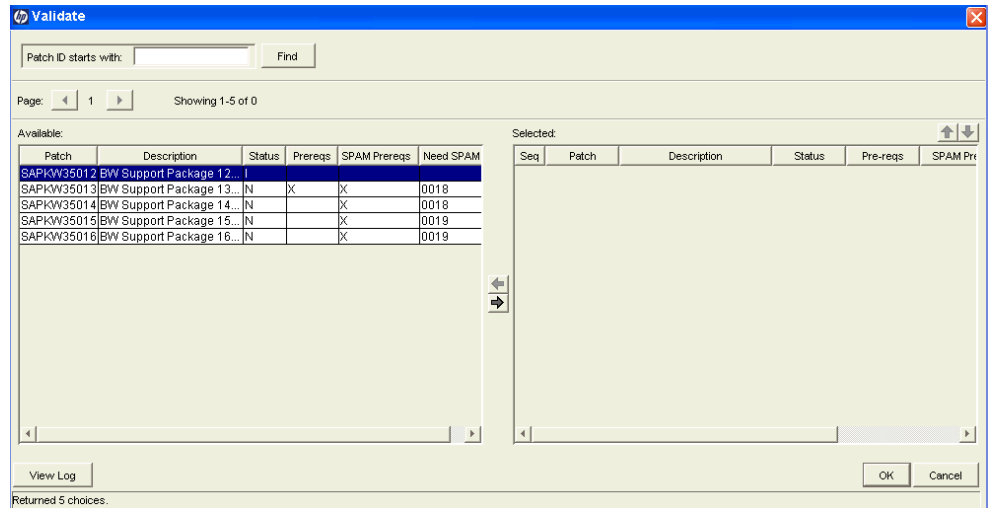 hp Validate
Patch ID starts with: Find
Page: 1 Showing 1-5 of 0
Available:
Patch Description Status Prereqs SPAM Prereqs Need SPAM
SAPKW35012 BW Support Package 12... I
SAPKW35013 BW Support Package 13... N X X 0018
SAPKW35014 BW Support Package 14... N X 0018
SAPKW35015 BW Support Package 15... N X 0019
SAPKW35016 BW Support Package 16... N X 0019
Selected:
Seq Patch Description Status Pre-reqs SPAM Pre
View Log OK Cancel
Returned 5 choices.